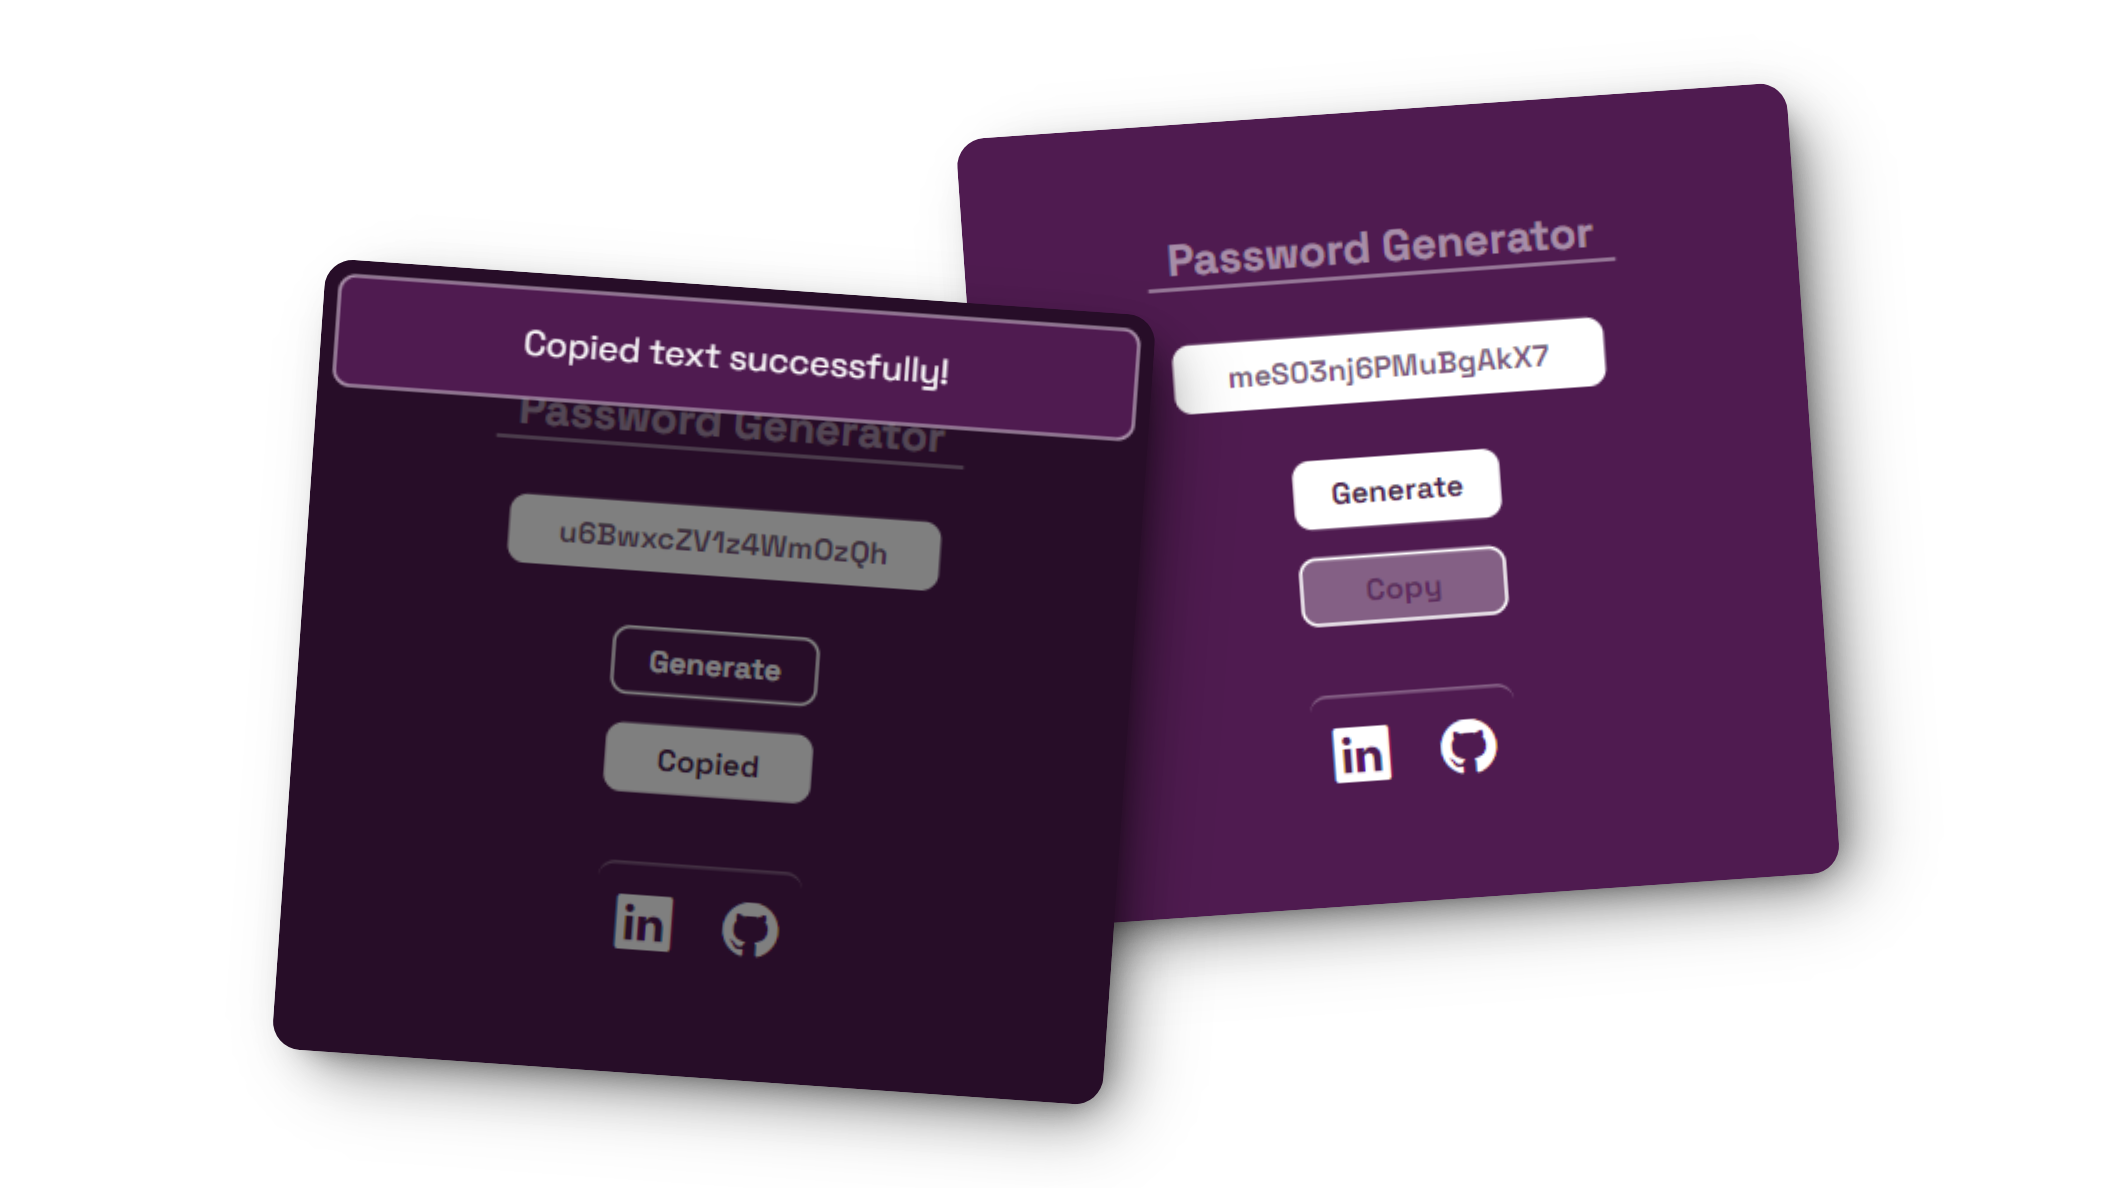 Copied text successfully!
Password Generator
u6BwxcZV1z4WmOzQh
Generate
Copied
in
Password Generator
meSO3nj6PMuBgAkX7
Generate
Copy
in